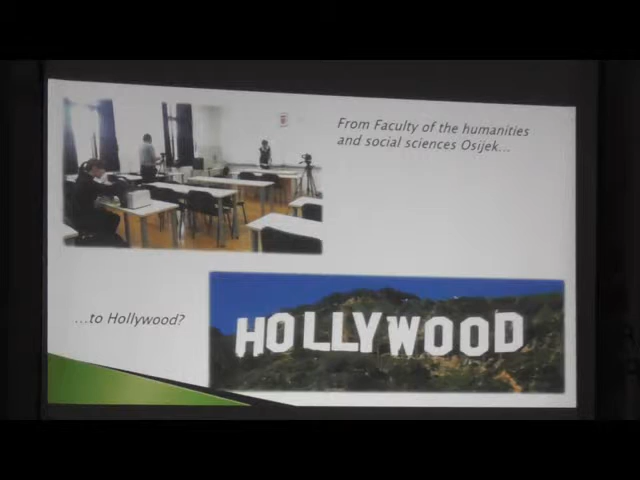 From Faculty of the humanities
and social sciences Osijek...
...to Hollywood?
HOLLYWOOD